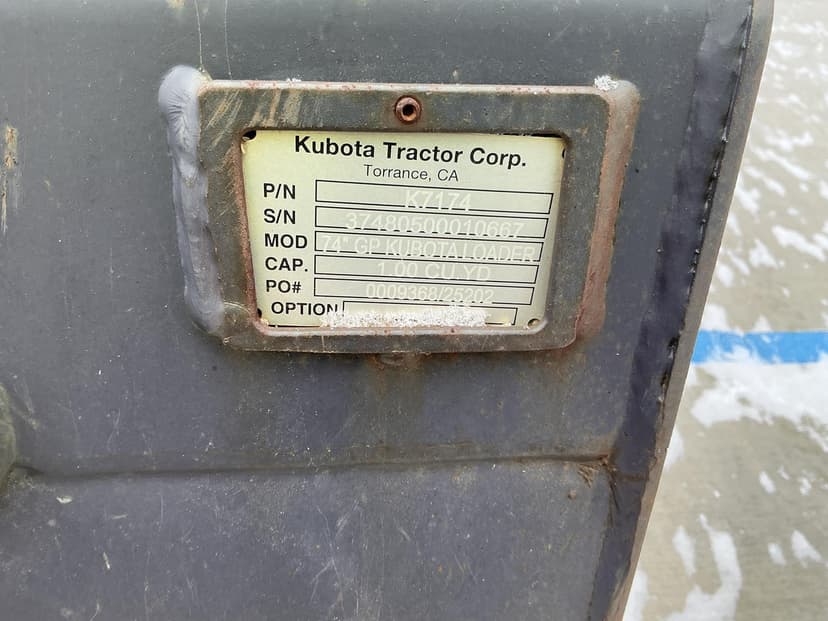 Kubota Tractor Corp.
Torrance, CA
P/N K7174
S/N 37480500010667
MOD 74" GP KUBOTA LOADER
CAP. 1.00 CU.YD
PO# 0009368/25202
OPTION